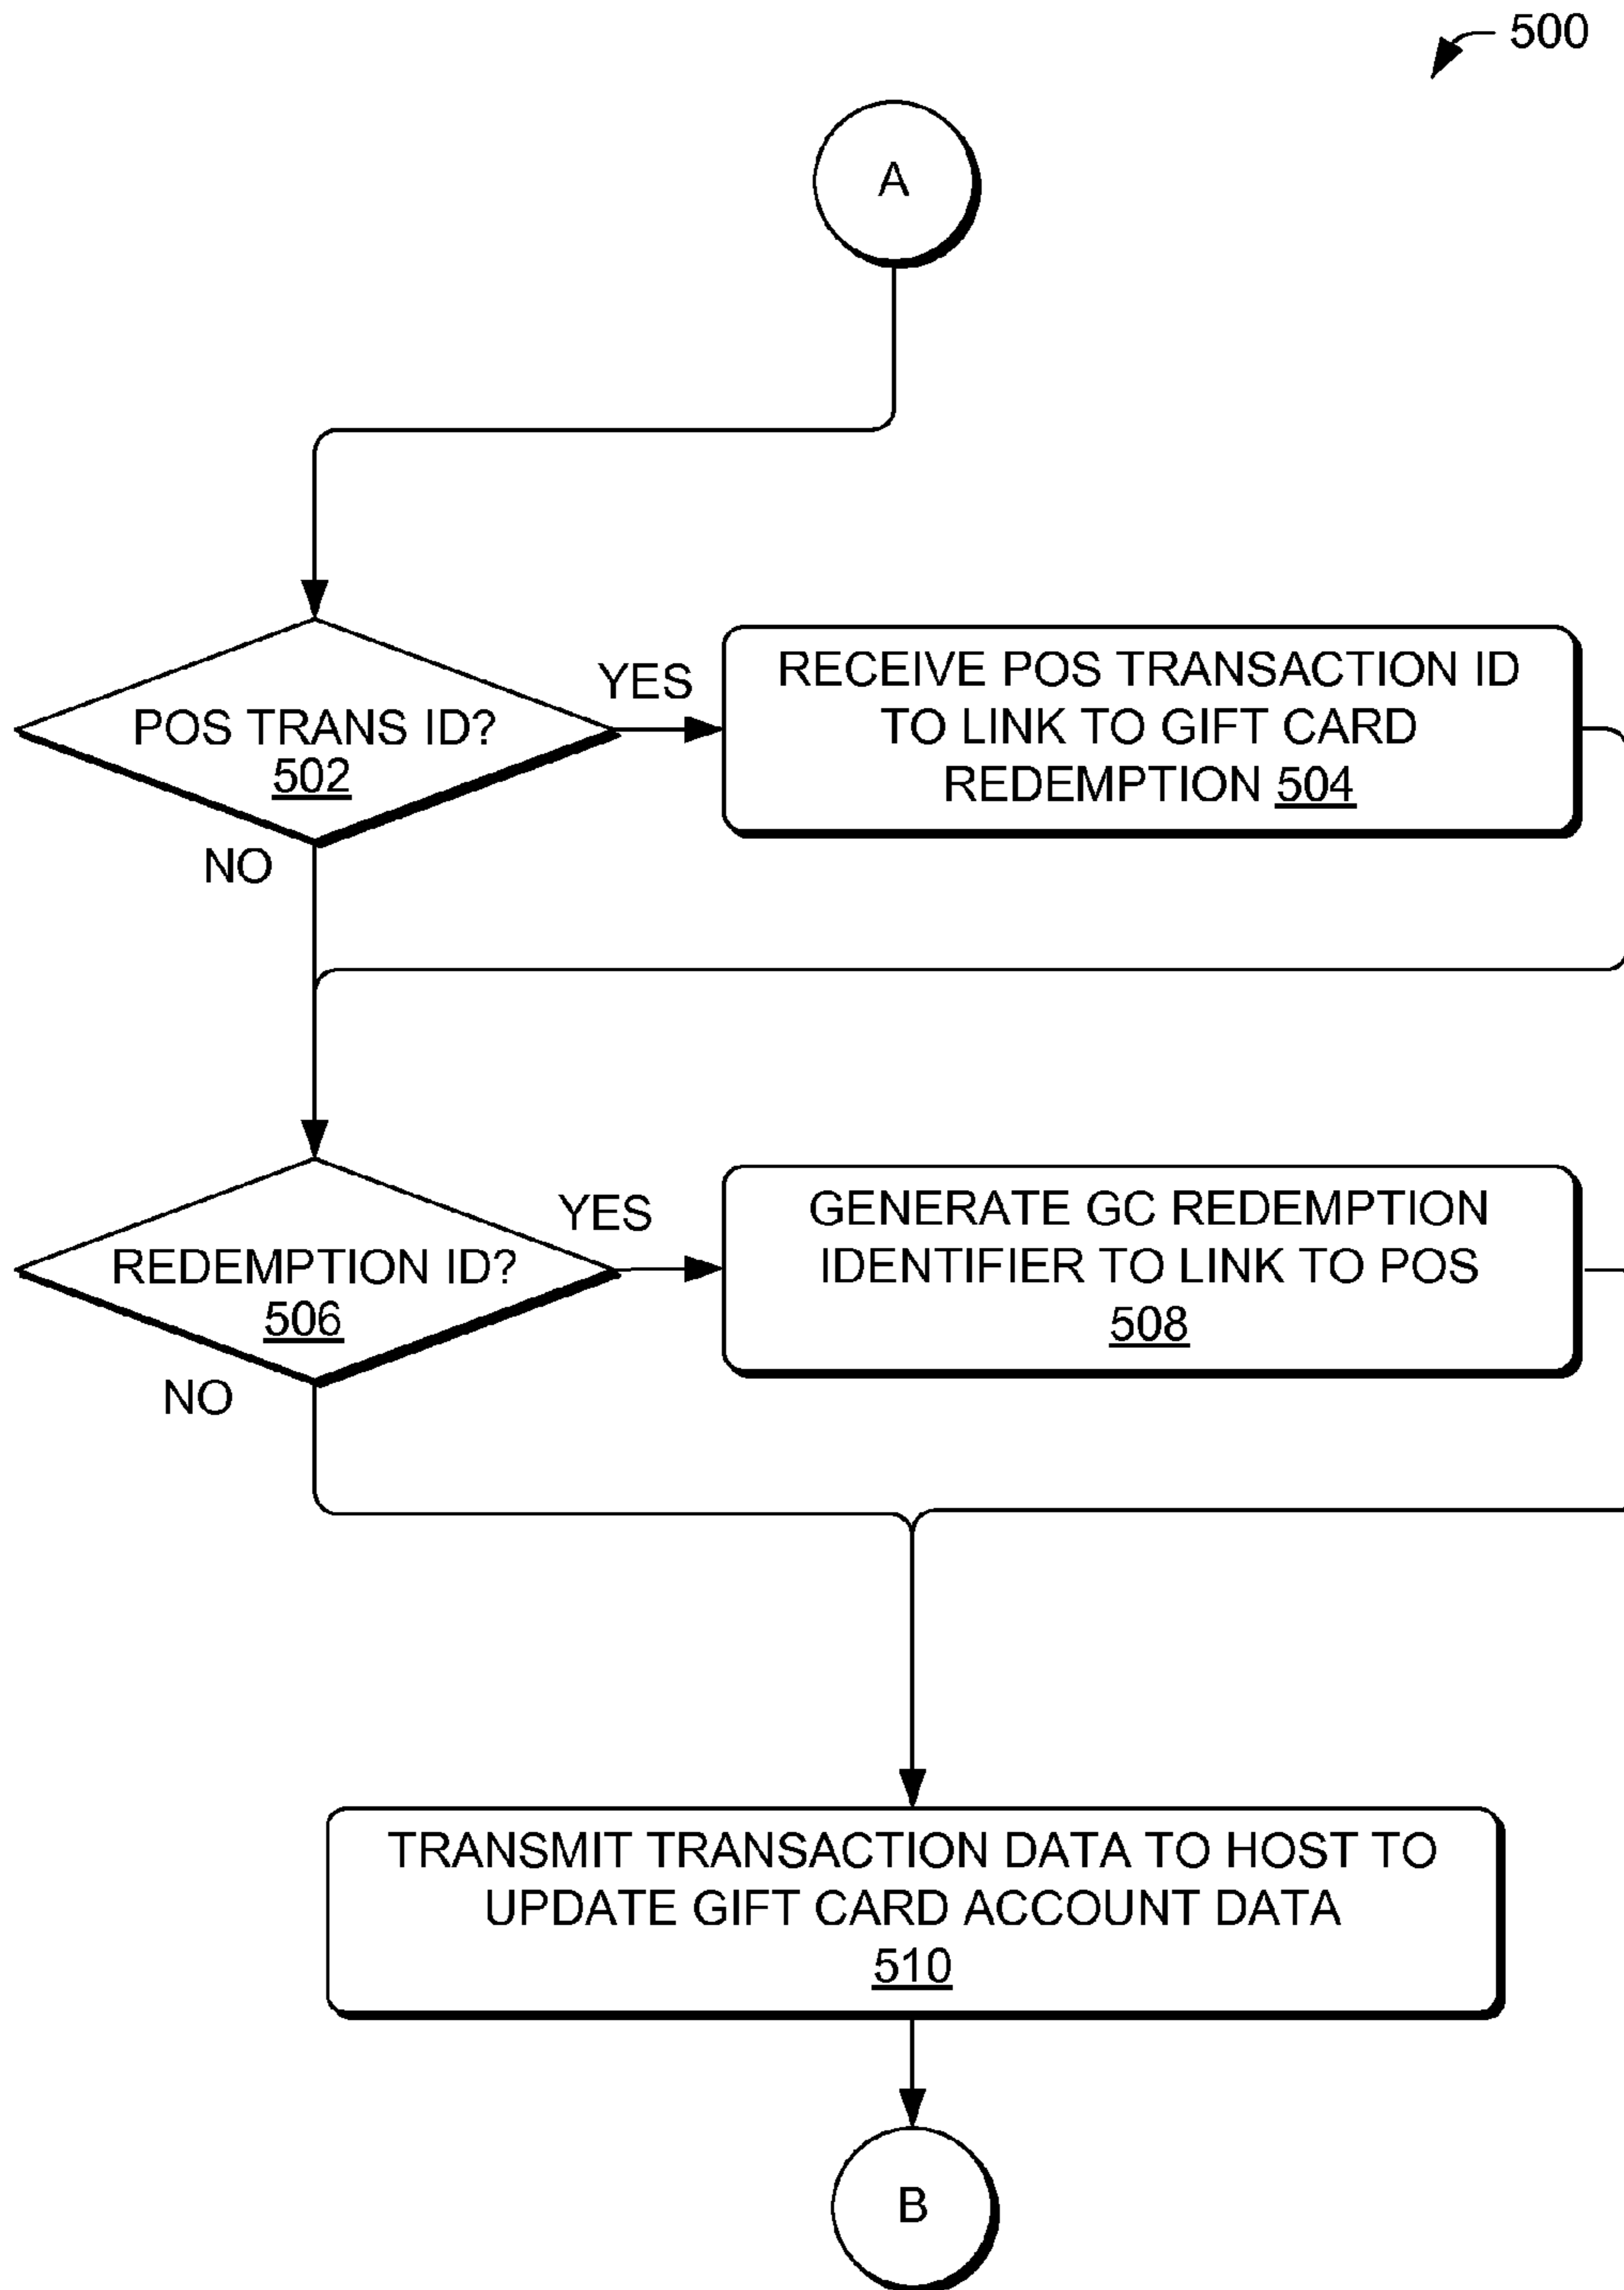 500
A
POS TRANS ID?
502
YES
NO
RECEIVE POS TRANSACTION ID
TO LINK TO GIFT CARD
REDEMPTION 504
REDEMPTION ID?
506
YES
NO
GENERATE GC REDEMPTION
IDENTIFIER TO LINK TO POS
508
TRANSMIT TRANSACTION DATA TO HOST TO
UPDATE GIFT CARD ACCOUNT DATA
510
B